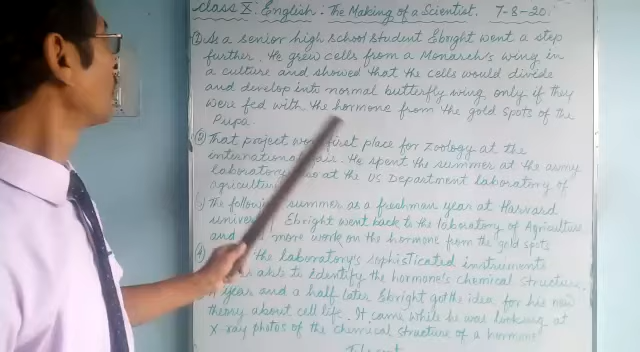 Class X: English: The Making of a Scientist. 7-8-20.
① As a senior high school student Ebright went a step
further. He grew cells from a Monarch's wing in
a culture and showed that the cells would divide
and develop into normal butterfly wing only if they
were fed with the hormone from the gold spots of the
Pupa.
② That project won first place for Zoology at the
international fair. He spent the summer at the army
laboratory also at the US Department laboratory of
agriculture
The following summer as a freshman year at Harvard
university Ebright went back to the laboratory of Agriculture
and more work on the hormone from the gold spots
④ the laboratory's sophisticated instruments
able to identify the hormone's chemical structure.
year and a half later Ebright got the idea for his new
theory about cell life. It came while he was looking at
X ray photos of the chemical structure of a hormone